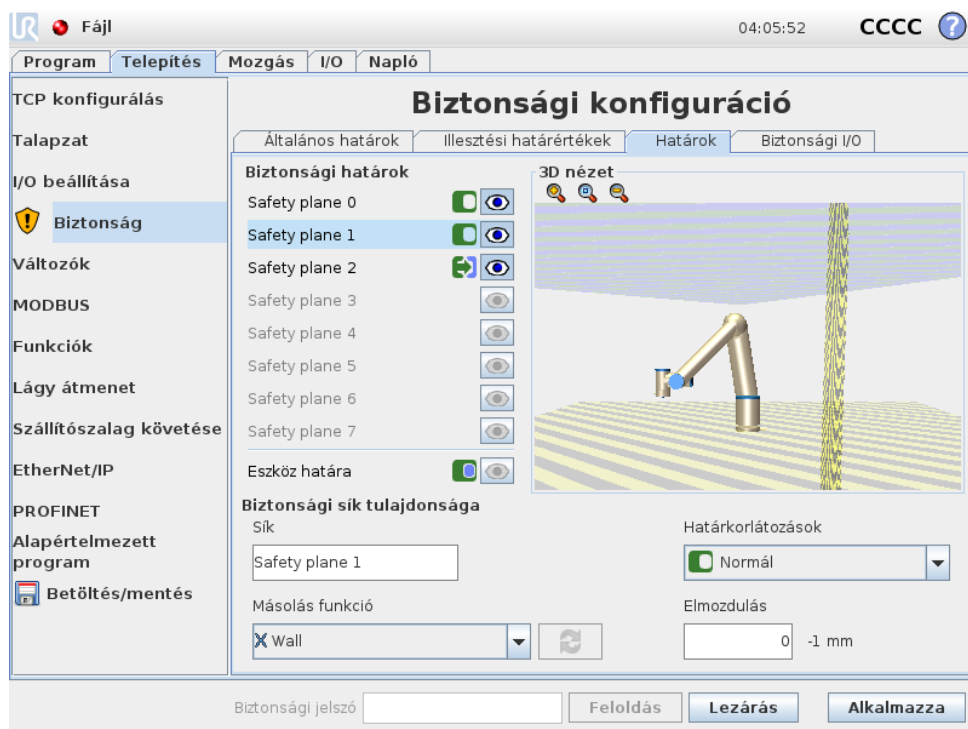 UR Fájl 04:05:52 CCCC ?
Program Telepítés Mozgás I/O Napló
TCP konfigurálás
Talapzat
I/O beállítása
Biztonság
Változók
MODBUS
Funkciók
Lágy átmenet
Szállítószalag követése
EtherNet/IP
PROFINET
Alapértelmezett
program
Betöltés/mentés
Biztonsági konfiguráció
Általános határok Illesztési határértékek Határok Biztonsági I/O
Biztonsági határok
Safety plane 0
Safety plane 1
Safety plane 2
Safety plane 3
Safety plane 4
Safety plane 5
Safety plane 6
Safety plane 7
Eszköz határa
3D nézet
Biztonsági sík tulajdonsága
Sík
Safety plane 1
Másolás funkció
Wall
Határkorlátozások
Normál
Elmozdulás
0 -1 mm
Biztonsági jelszó Feloldás Lezárás Alkalmazza